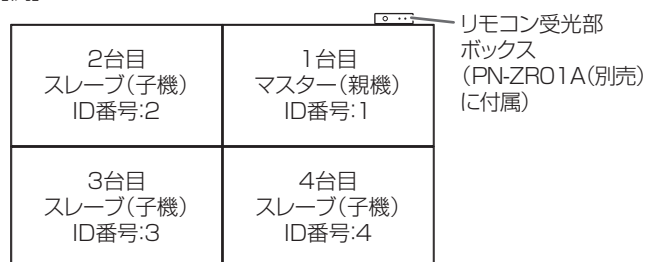 リモコン受光部
ボックス
(PN-ZR01A(別売)
に付属)
2台目
スレーブ(子機)
ID番号:2
1台目
マスター(親機)
ID番号:1
3台目
スレーブ(子機)
ID番号:3
4台目
スレーブ(子機)
ID番号:4